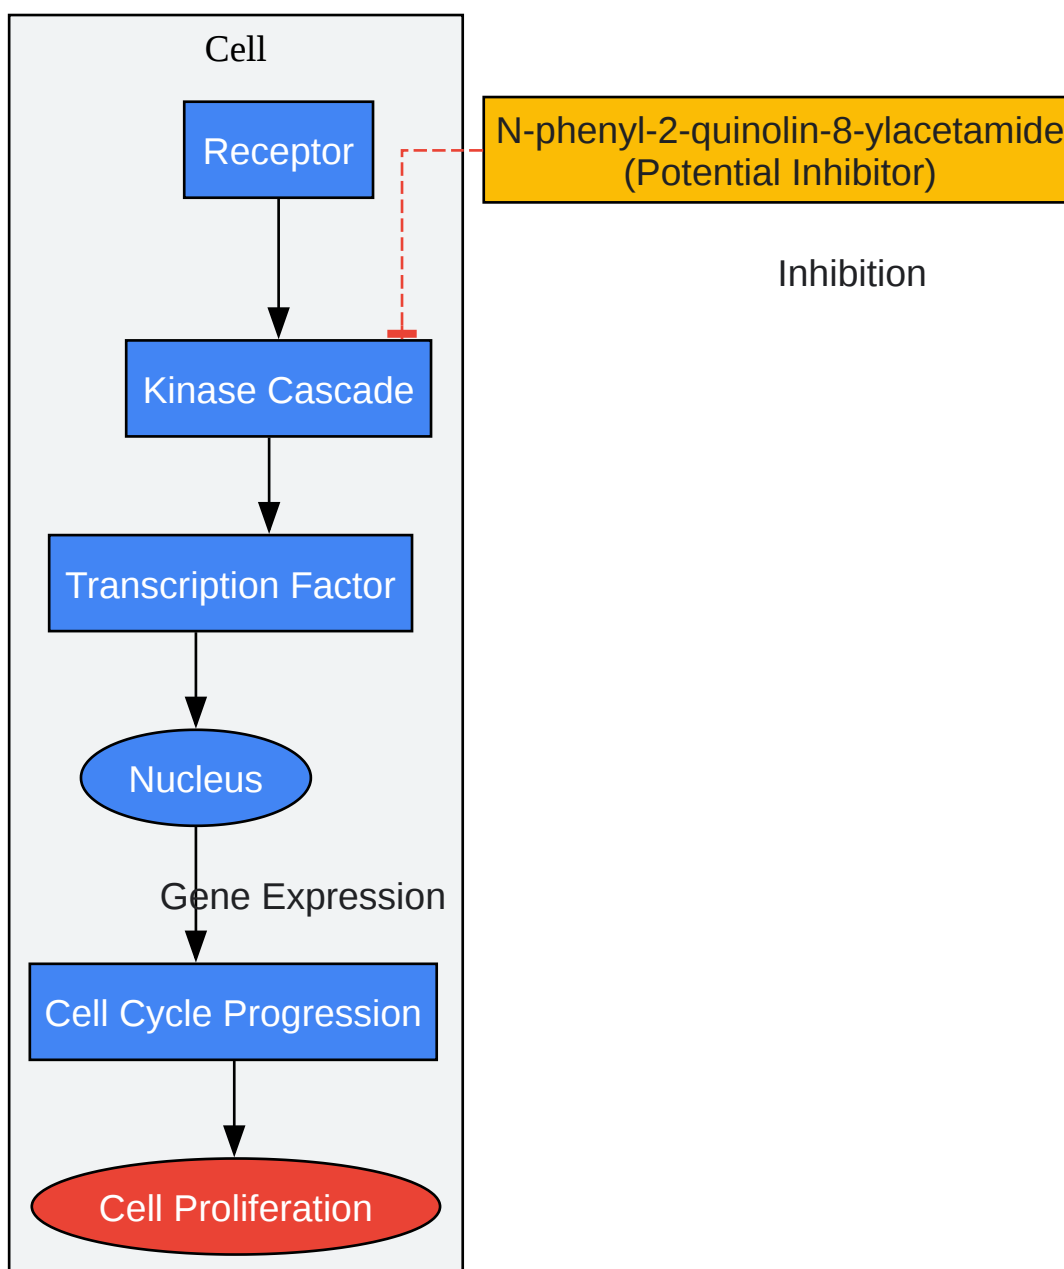 Cell
Receptor
N-phenyl-2-quinolin-8-ylacetamide
(Potential Inhibitor)
Inhibition
Kinase Cascade
Transcription Factor
Nucleus
Gene Expression
Cell Cycle Progression
Cell Proliferation